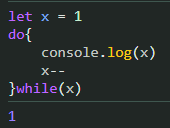 let x = 1
do{
    console.log(x)
    x--
}while(x)
1